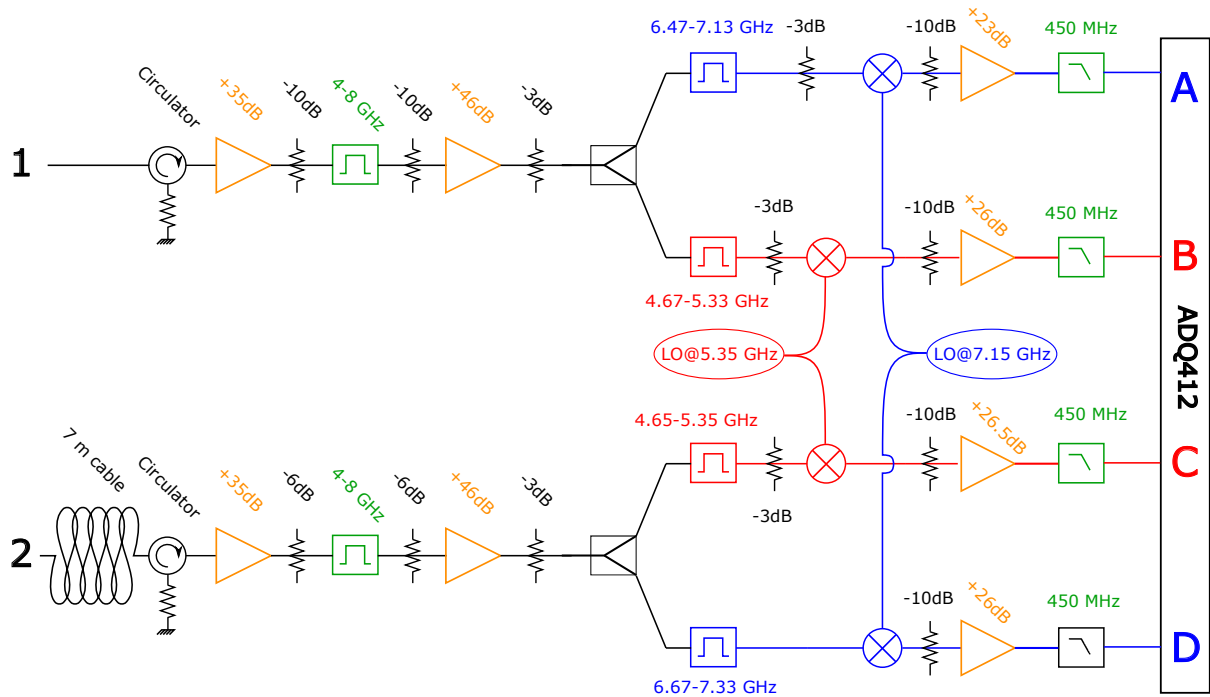 6.47-7.13 GHz
-3dB
-10dB
+23dB
450 MHz
Circulator
+35dB
-10dB
4-8 GHz
-10dB
+46dB
-3dB
A
1
-3dB
-10dB
+26dB
450 MHz
B
4.67-5.33 GHz
LO@5.35 GHz
LO@7.15 GHz
ADQ412
4.65-5.35 GHz
-10dB
+26.5dB
450 MHz
C
-3dB
7 m cable
Circulator
+35dB
-6dB
4-8 GHz
-6dB
+46dB
-3dB
2
-10dB
+26dB
450 MHz
D
6.67-7.33 GHz